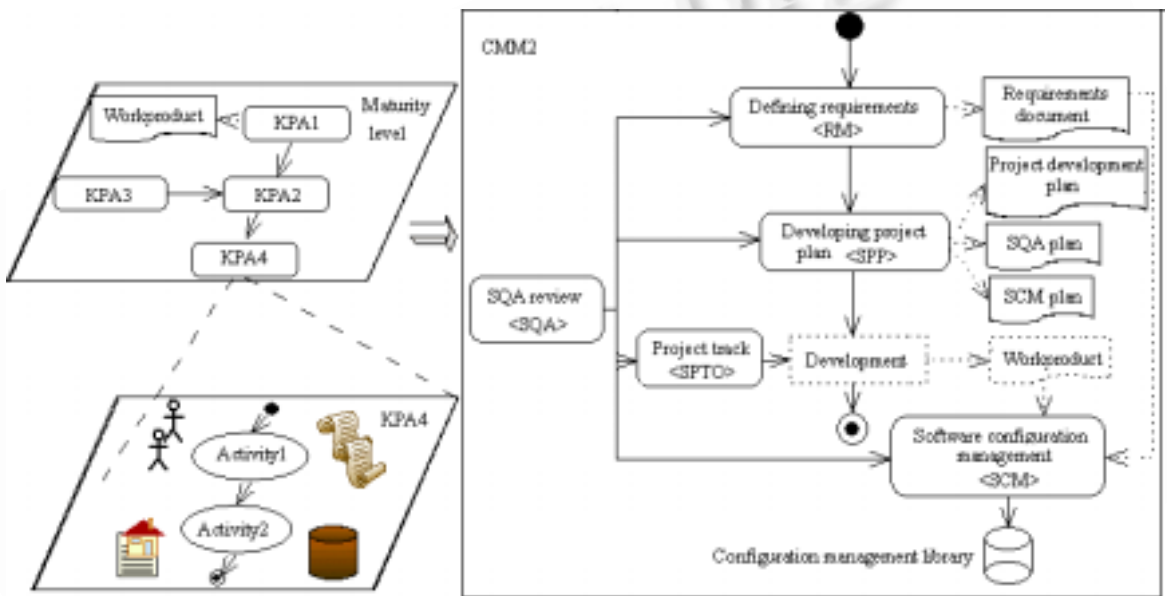 Workproduct
KPA1
Maturity
level
KPA3
KPA2
KPA4
KPA4
Activity1
Activity2
CMM2
Defining requirements
<RM>
Requirements
document
Project development
plan
Developing project
plan <SPP>
SQA plan
SCM plan
SQA review
<SQA>
Project track
<SPTO>
Development
Workproduct
Software configuration
management
<SCM>
Configuration management library